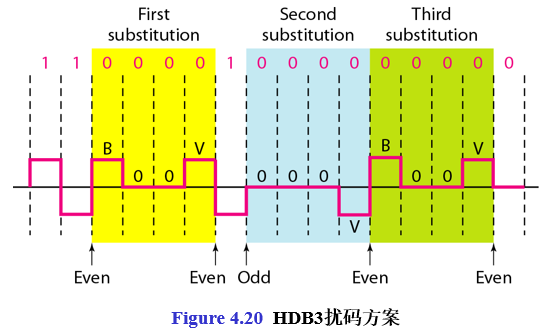 First substitution
Second substitution
Third substitution
1 1 0 0 0 0 1 0 0 0 0 0 0 0 0 0
B 0 0 V 0 0 0 V B 0 0 V
Even Even Odd Even Even
Figure 4.20 HDB3扰码方案